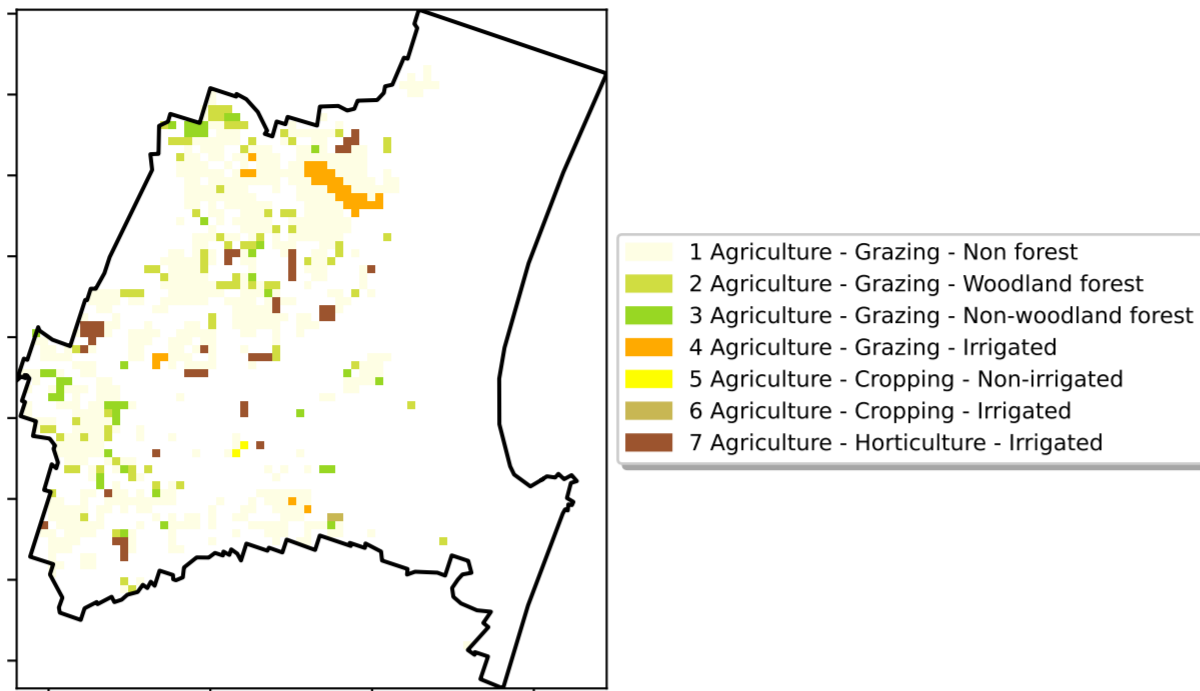 1 Agriculture - Grazing - Non forest
2 Agriculture - Grazing - Woodland forest
3 Agriculture - Grazing - Non-woodland forest
4 Agriculture - Grazing - Irrigated
5 Agriculture - Cropping - Non-irrigated
6 Agriculture - Cropping - Irrigated
7 Agriculture - Horticulture - Irrigated